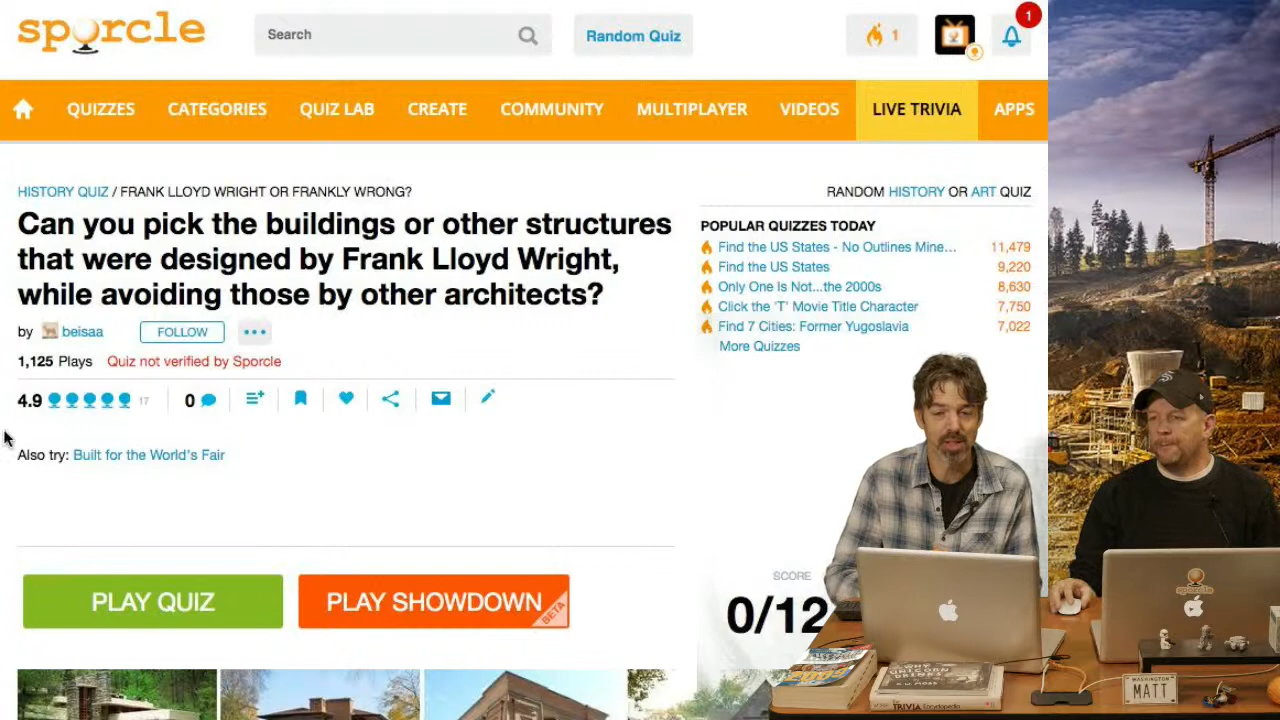 sporcle
Search
Random Quiz
1
1
QUIZZES
CATEGORIES
QUIZ LAB
CREATE
COMMUNITY
MULTIPLAYER
VIDEOS
LIVE TRIVIA
APPS
HISTORY QUIZ / FRANK LLOYD WRIGHT OR FRANKLY WRONG?
Can you pick the buildings or other structures
that were designed by Frank Lloyd Wright,
while avoiding those by other architects?
by beisaa FOLLOW
1,125 Plays Quiz not verified by Sporcle
4.9 17 0
Also try: Built for the World's Fair
PLAY QUIZ
PLAY SHOWDOWN
BETA
RANDOM HISTORY OR ART QUIZ
POPULAR QUIZZES TODAY
Find the US States - No Outlines Mine... 11,479
Find the US States 9,220
Only One Is Not...the 2000s 8,630
Click the 'T' Movie Title Character 7,750
Find 7 Cities: Former Yugoslavia 7,022
More Quizzes
SCORE
0/12
sporcle
WASHINGTON
MATT
TRIVIA Encyclopedia